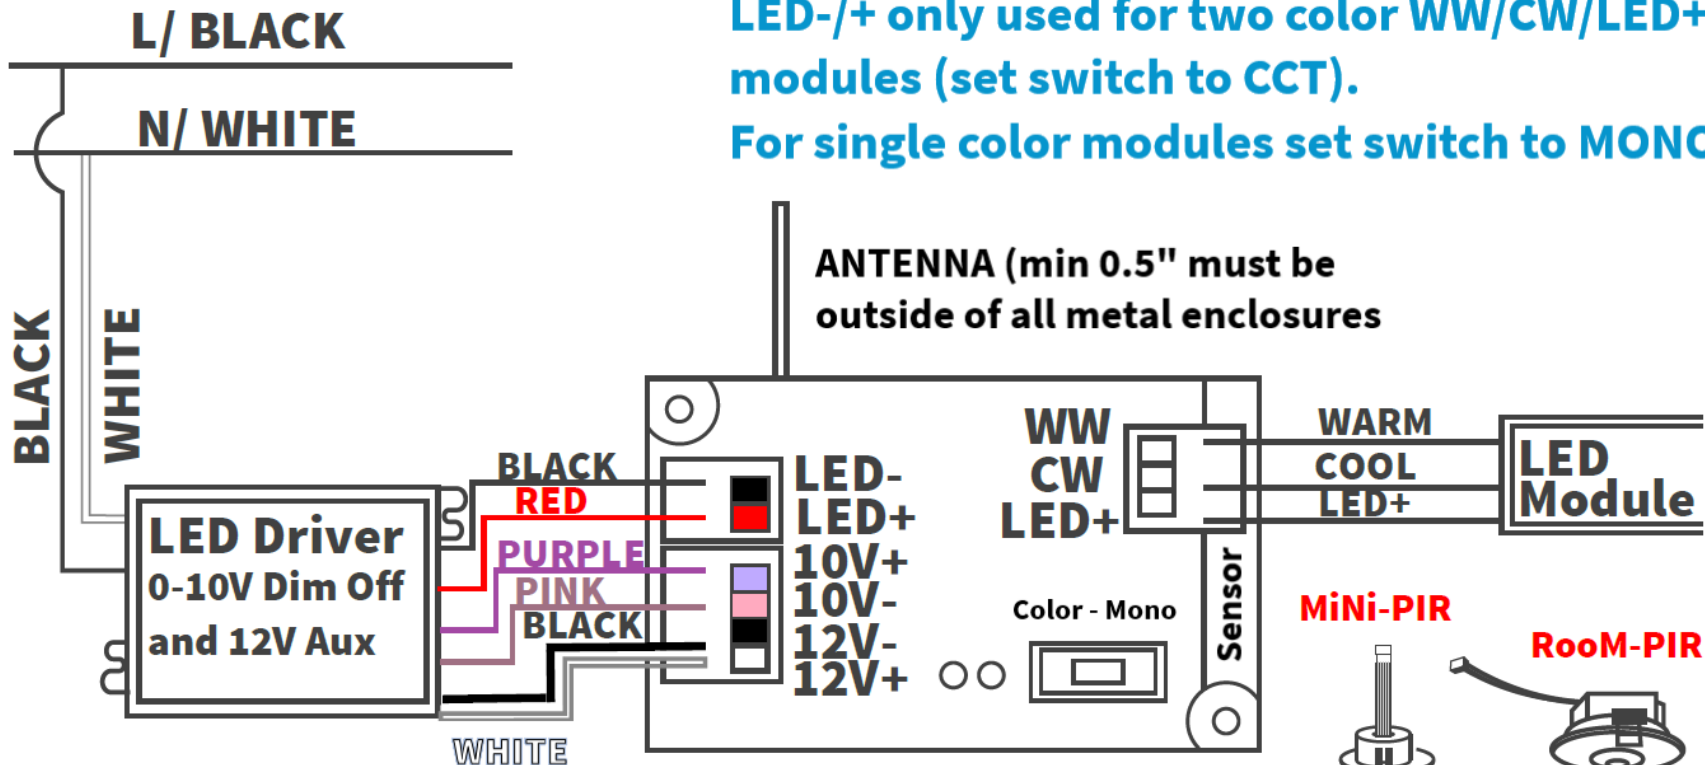 L/ BLACK
N/ WHITE
LED-/+ only used for two color WW/CW/LED+
modules (set switch to CCT).
For single color modules set switch to MONO
ANTENNA (min 0.5" must be
outside of all metal enclosures
BLACK
WHITE
LED Driver
0-10V Dim Off
and 12V Aux
BLACK
RED
PURPLE
PINK
BLACK
WHITE
LED-
LED+
10V+
10V-
12V-
12V+
WW
CW
LED+
Color - Mono
Sensor
WARM
COOL
LED+
LED
Module
MiNi-PIR
RooM-PIR